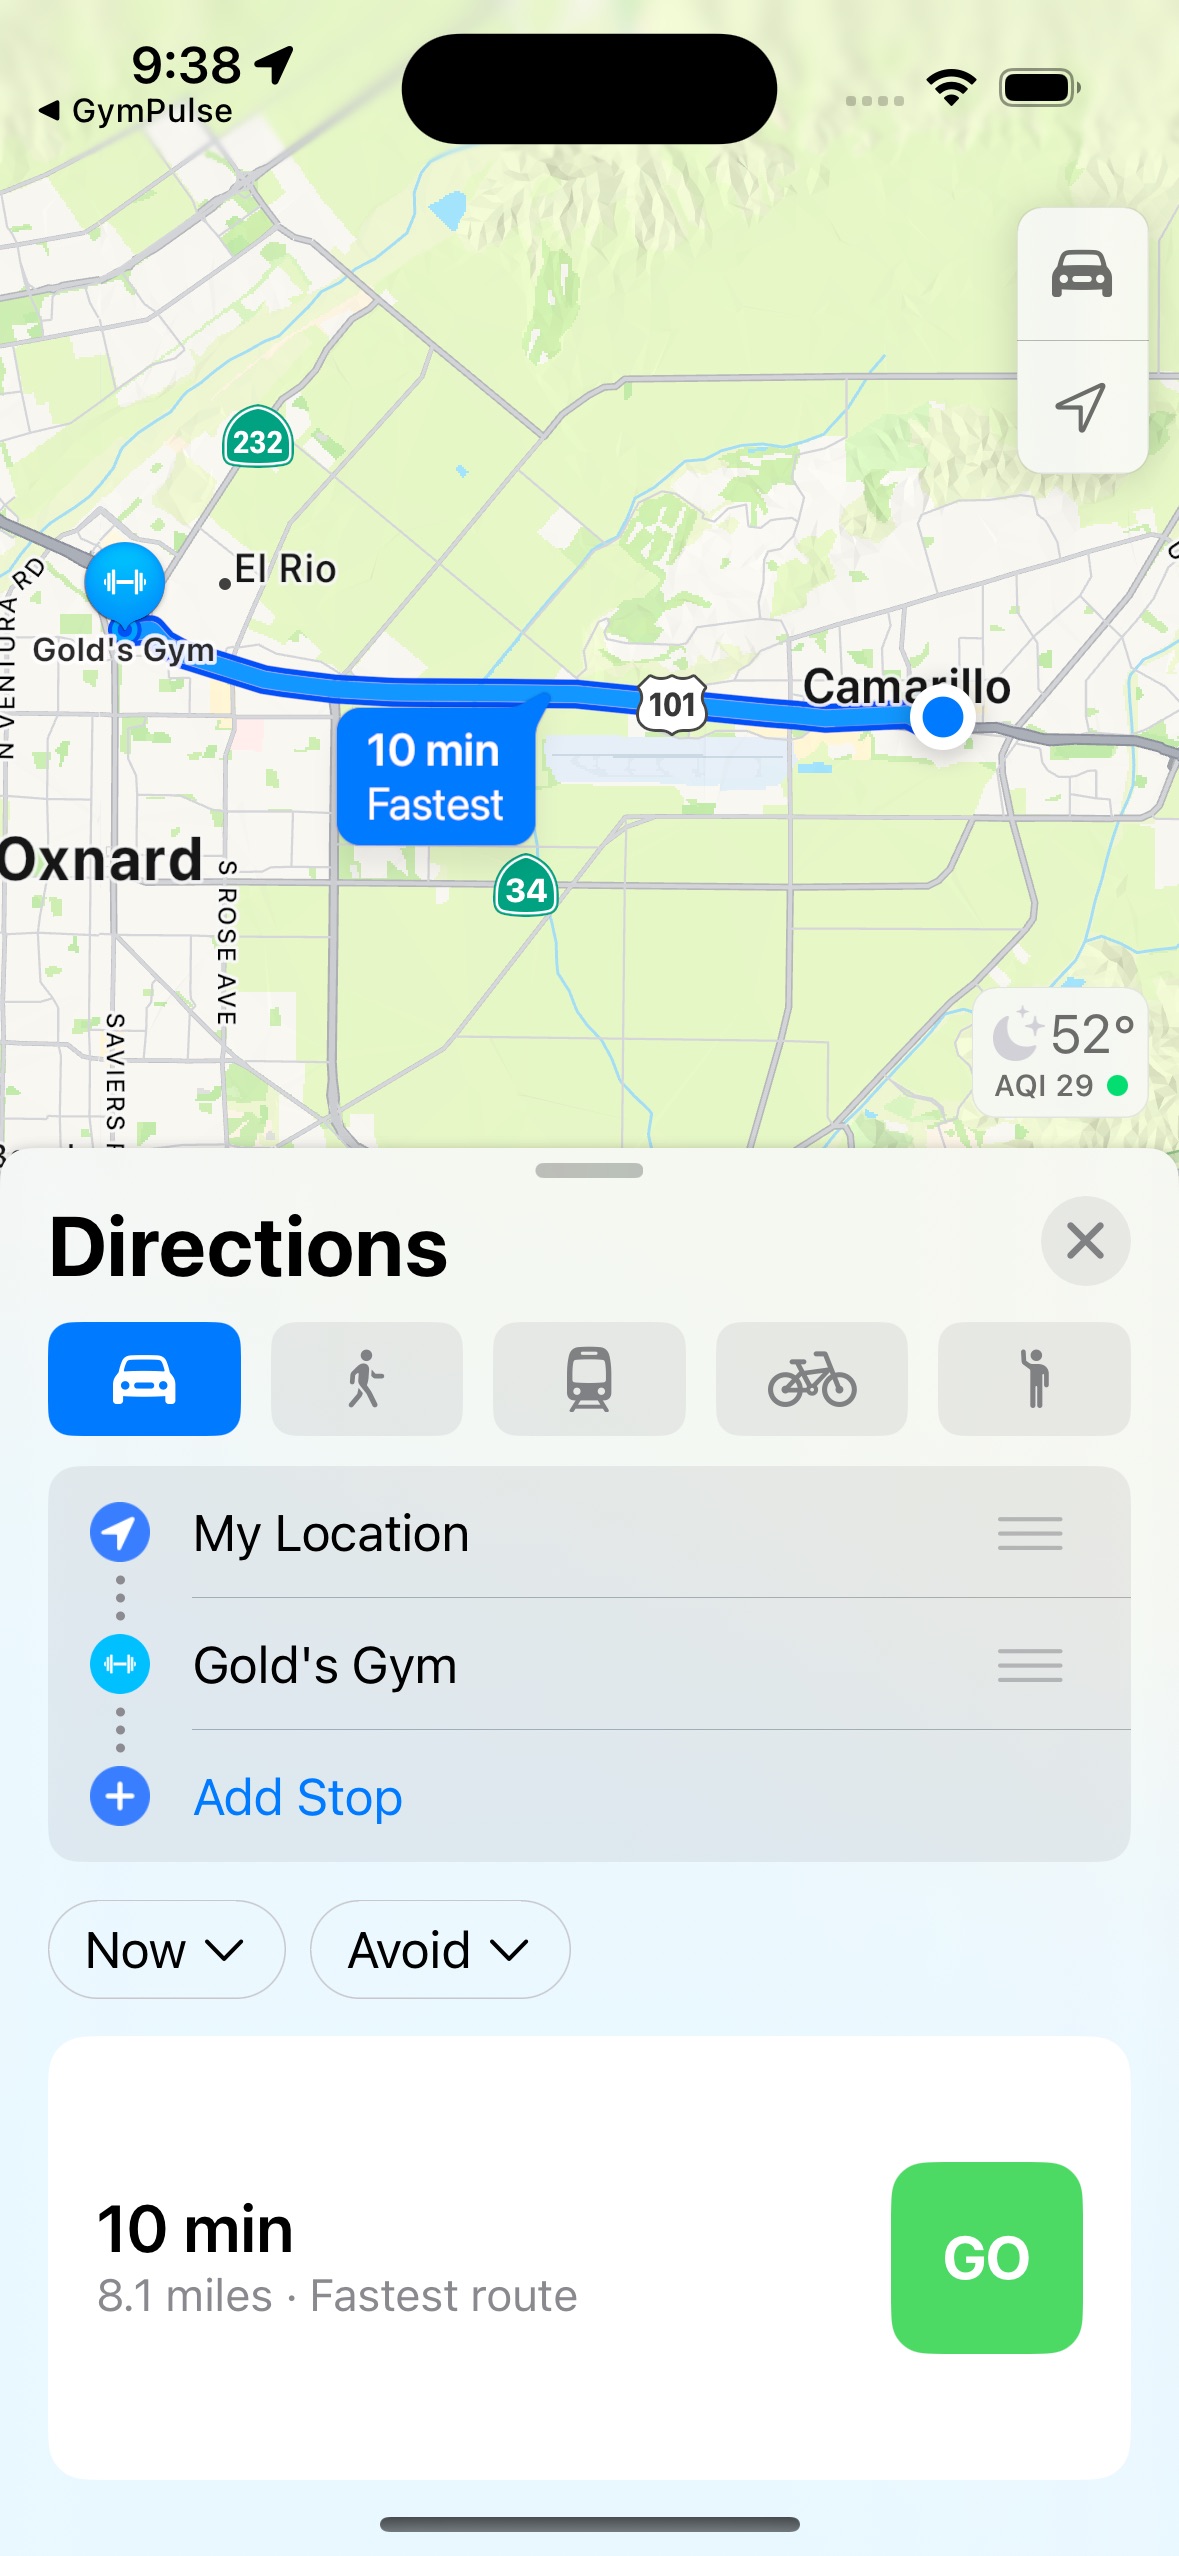 9:38
◀ GymPulse
232
El Rio
RD
N VENTURA
Gold's Gym
101
Camarillo
10 min
Fastest
Oxnard
34
S ROSE AVE
SAVIERS
52°
AQI 29
Directions
My Location
Gold's Gym
Add Stop
Now
Avoid
10 min
8.1 miles · Fastest route
GO